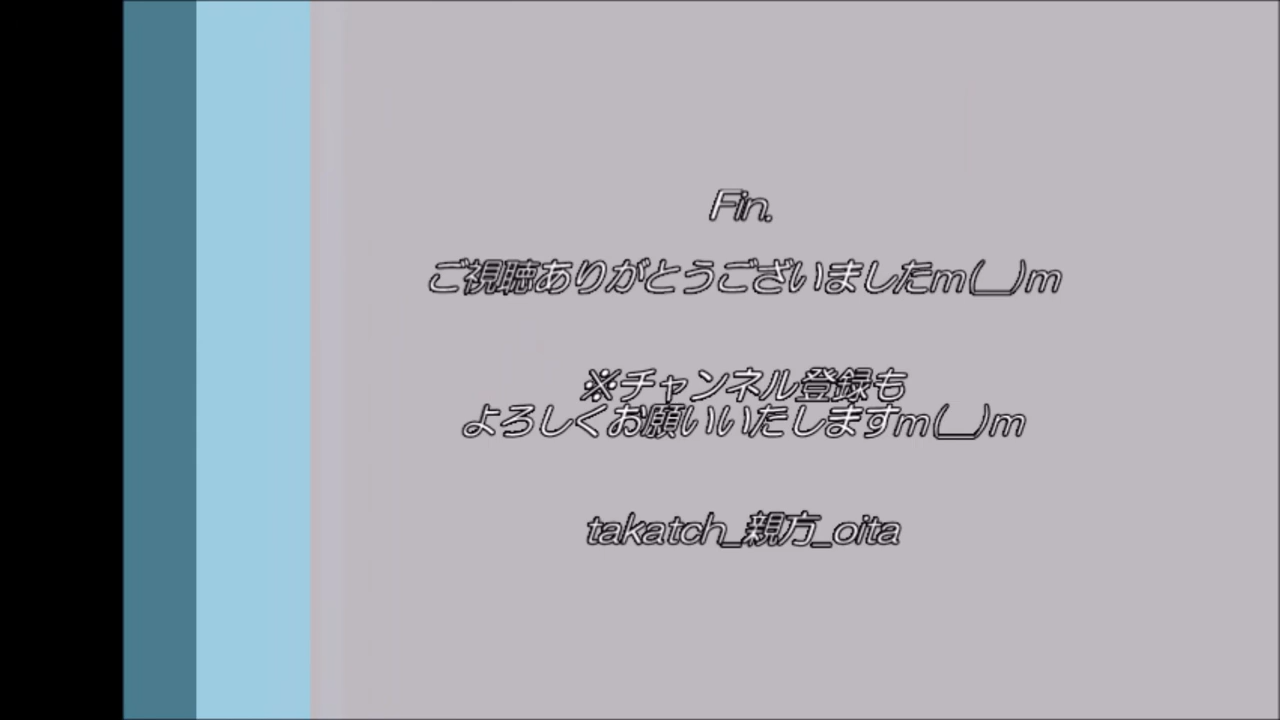 Fin.
ご視聴ありがとうございましたm(__)m
※チャンネル登録も
よろしくお願いいたしますm(__)m
takatch_親方_oita